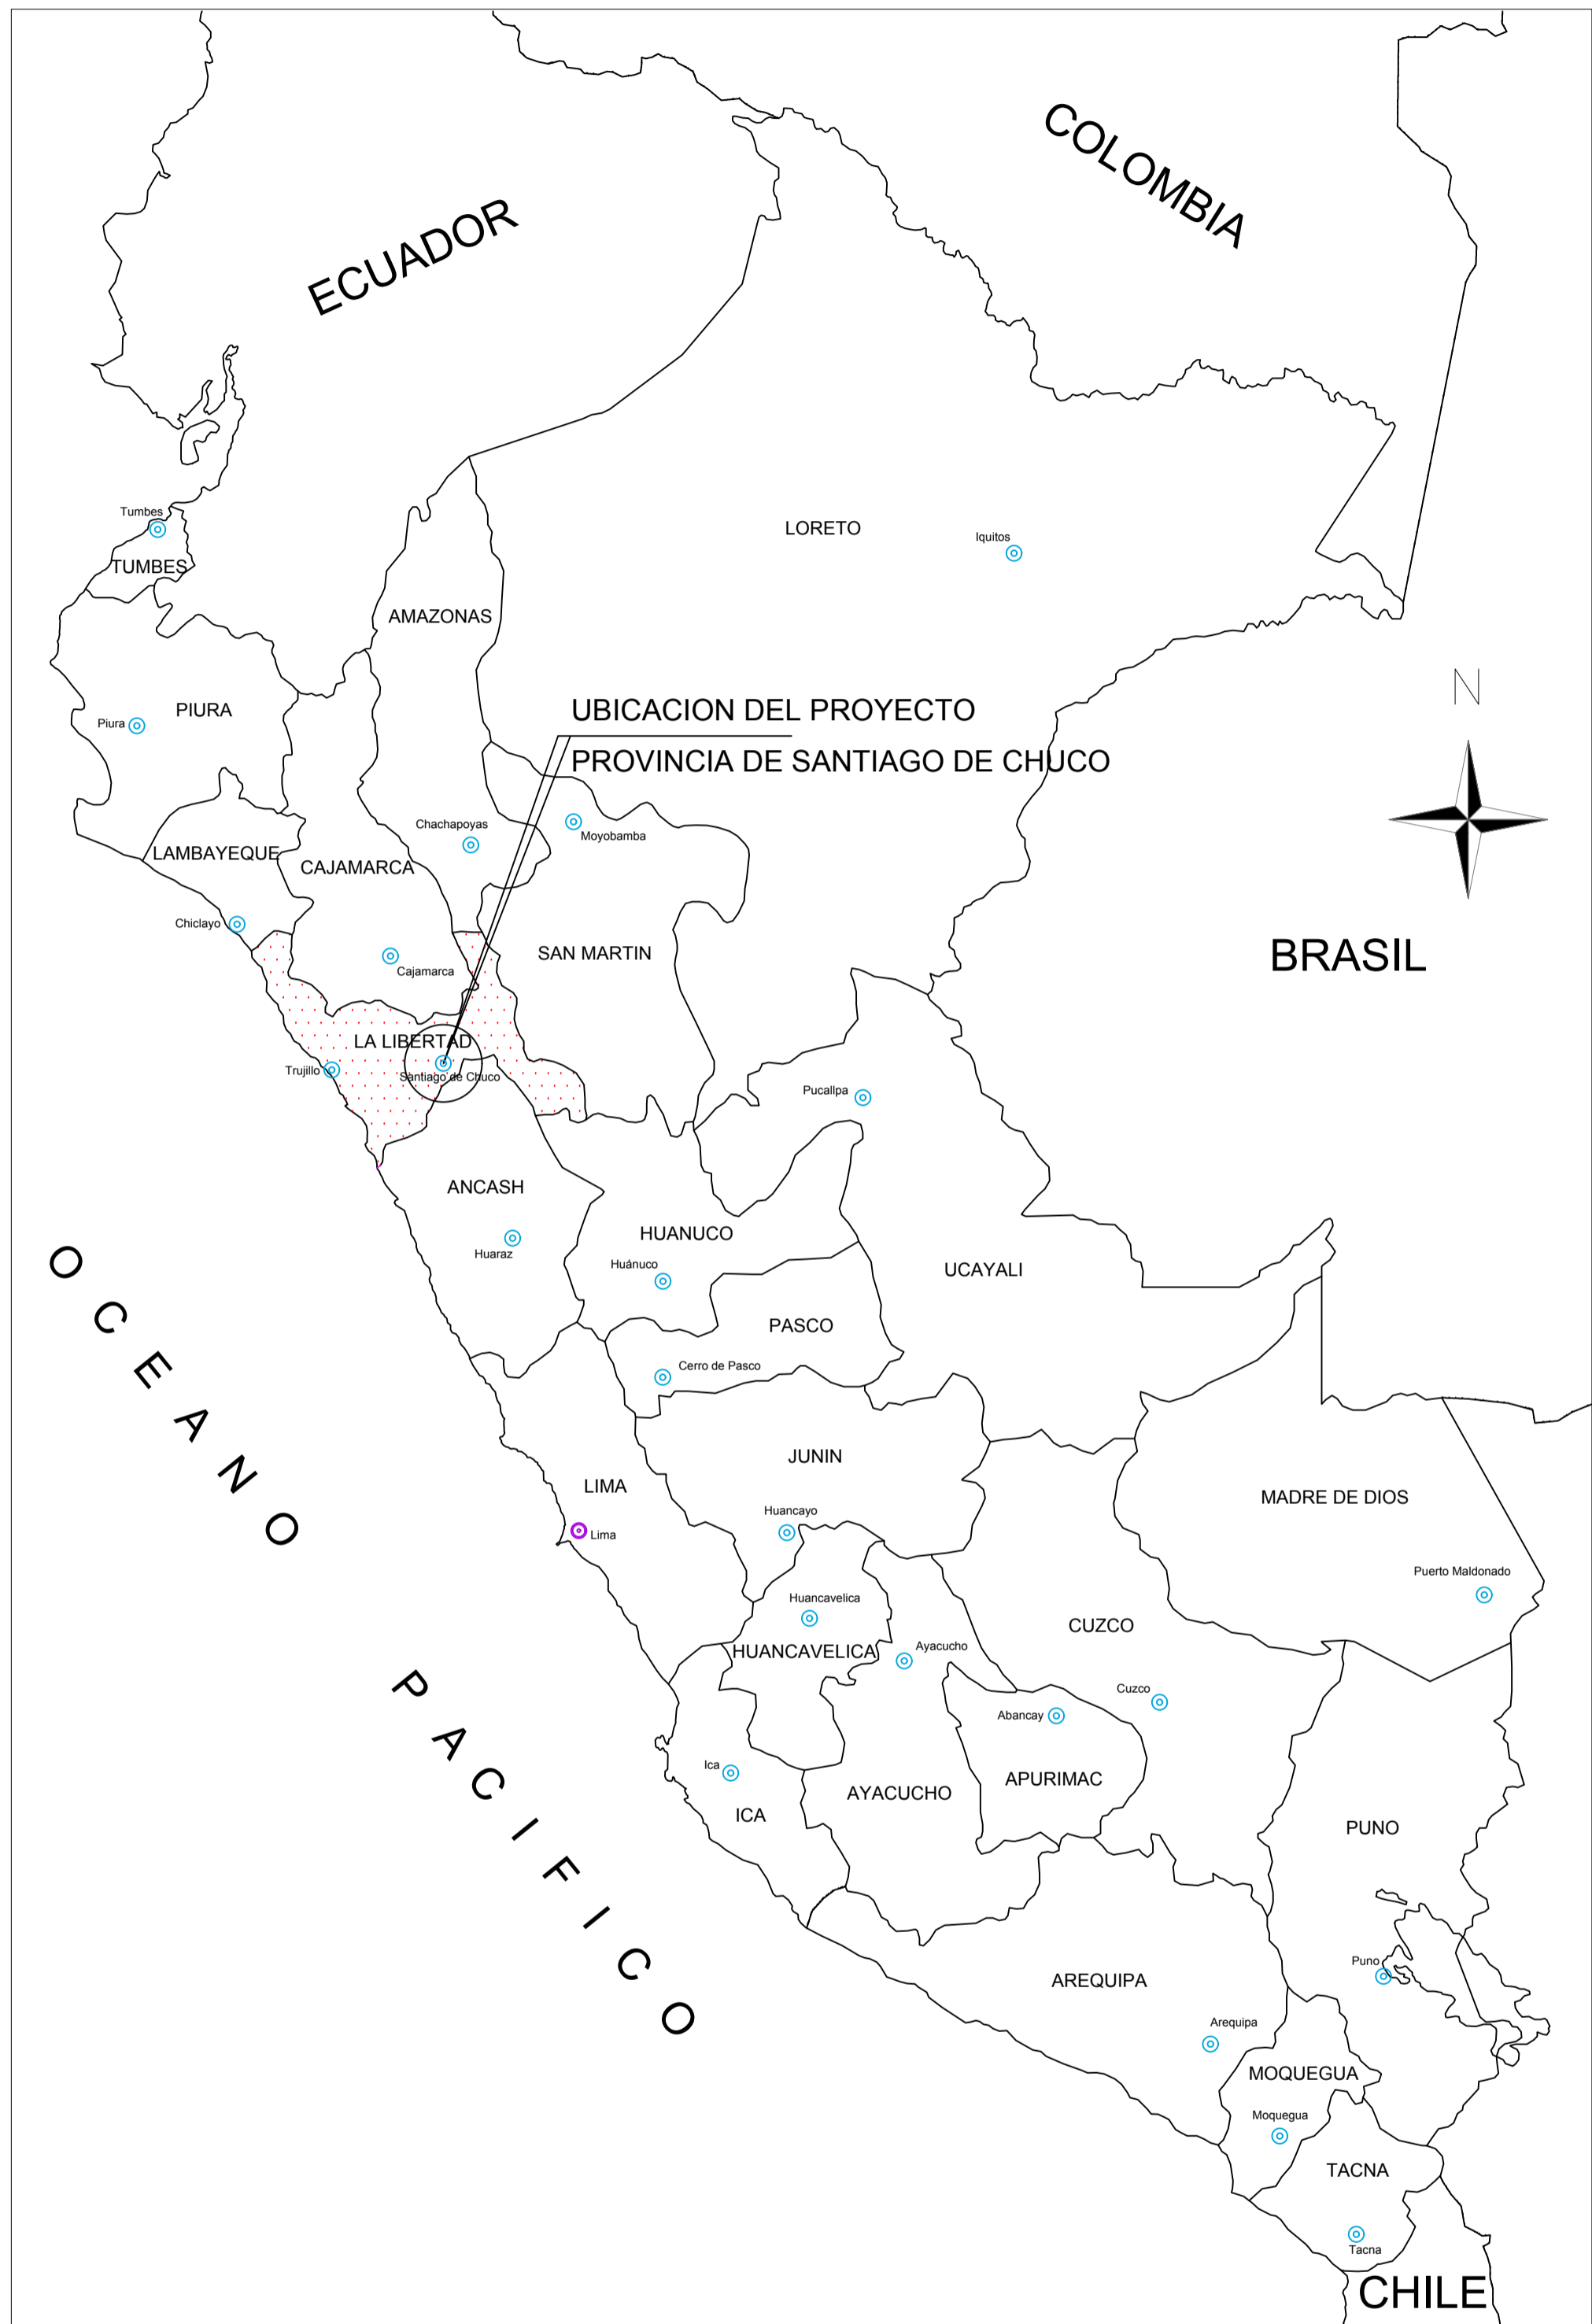 COLOMBIA
ECUADOR
Tumbes
TUMBES
LORETO
Iquitos
AMAZONAS
N
PIURA
Piura
UBICACION DEL PROYECTO
PROVINCIA DE SANTIAGO DE CHUCO
Chachapoyas
Moyobamba
LAMBAYEQUE
CAJAMARCA
Chiclayo
Cajamarca
SAN MARTIN
BRASIL
LA LIBERTAD
Trujillo
Santiago de Chuco
Pucallpa
ANCASH
Huaraz
HUANUCO
Huánuco
UCAYALI
PASCO
Cerro de Pasco
OCEANO PACIFICO
JUNIN
LIMA
Lima
Huancayo
MADRE DE DIOS
Puerto Maldonado
Huancavelica
HUANCAVELICA
Ayacucho
CUZCO
Cuzco
Abancay
APURIMAC
Ica
ICA
AYACUCHO
PUNO
Puno
AREQUIPA
Arequipa
MOQUEGUA
Moquegua
TACNA
Tacna
CHILE